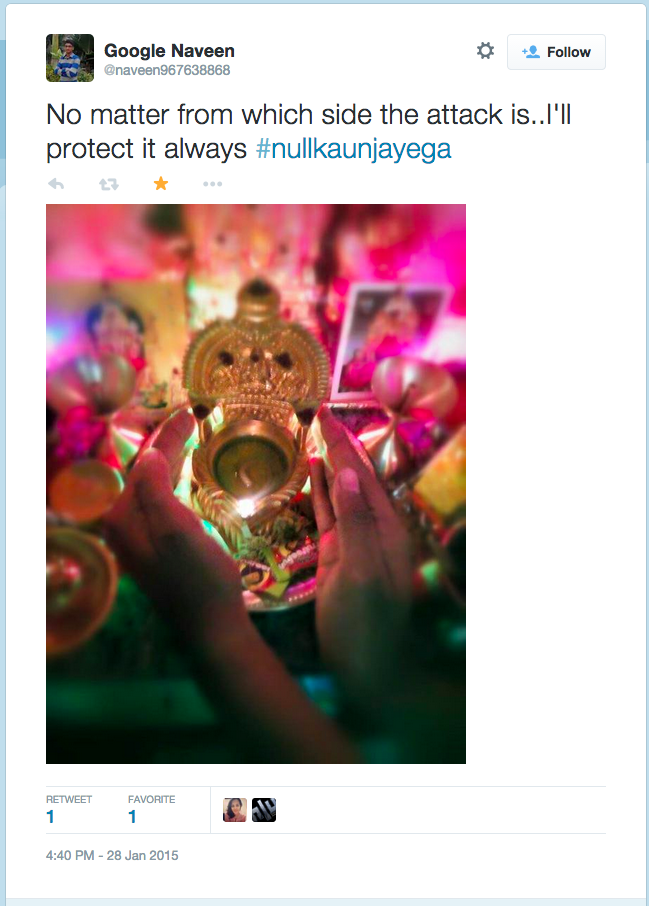 Google Naveen
@naveen967638868
Follow
No matter from which side the attack is..I'll
protect it always #nullkaunjayega
RETWEET
1
FAVORITE
1
4:40 PM - 28 Jan 2015